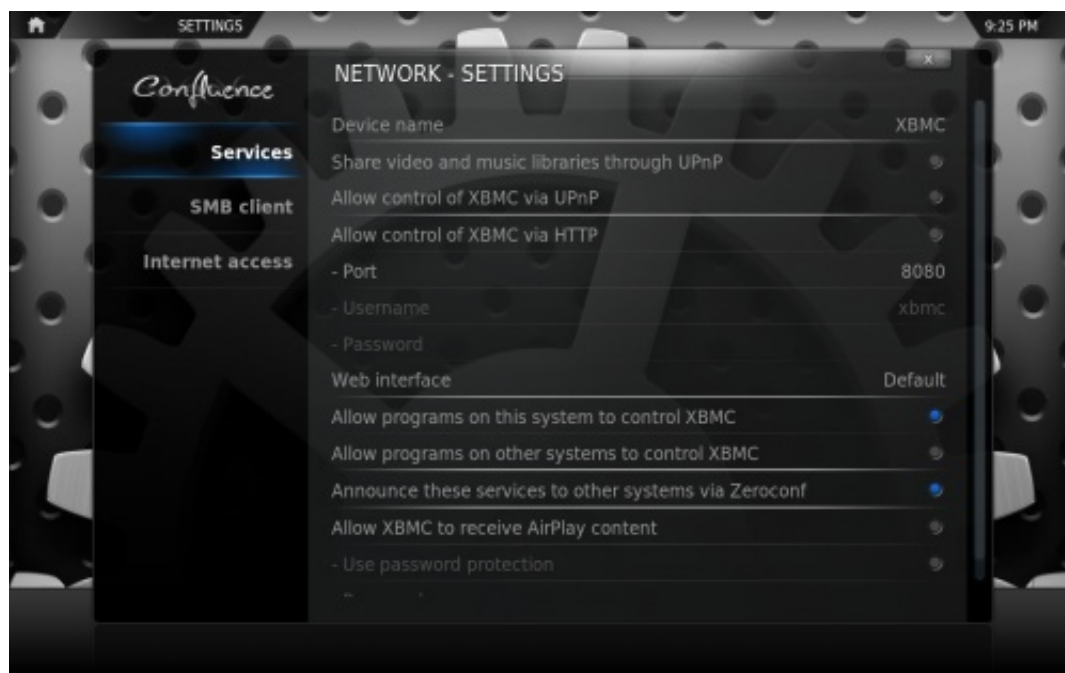 SETTINGS
9:25 PM
Confluence
NETWORK - SETTINGS
x
Services
SMB client
Internet access
Device name XBMC
Share video and music libraries through UPnP
Allow control of XBMC via UPnP
Allow control of XBMC via HTTP
- Port 8080
- Username xbmc
- Password
Web interface Default
Allow programs on this system to control XBMC
Allow programs on other systems to control XBMC
Announce these services to other systems via Zeroconf
Allow XBMC to receive AirPlay content
- Use password protection